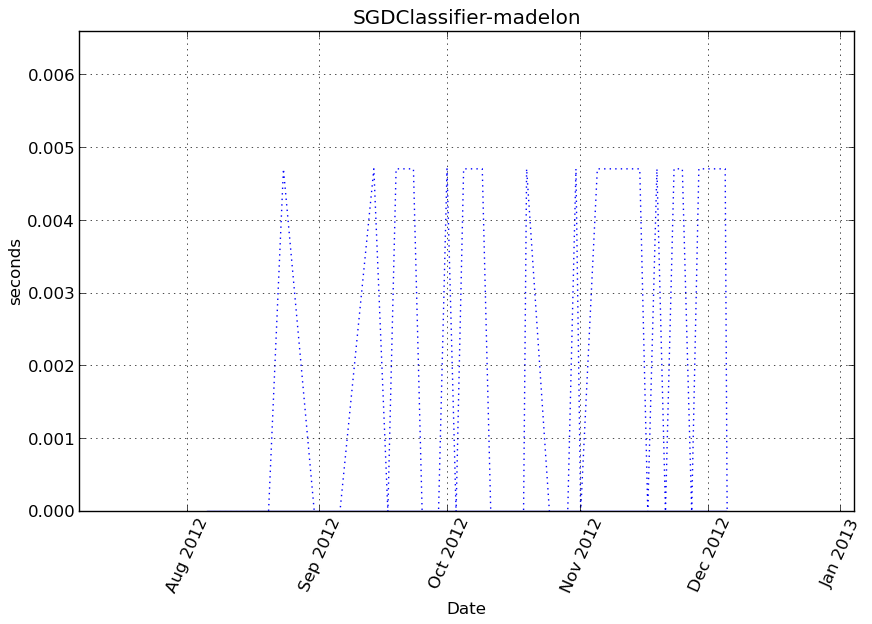 SGDClassifier-madelon
0.006
0.005
0.004
0.003
0.002
0.001
0.000
seconds
Aug 2012
Sep 2012
Oct 2012
Nov 2012
Dec 2012
Jan 2013
Date